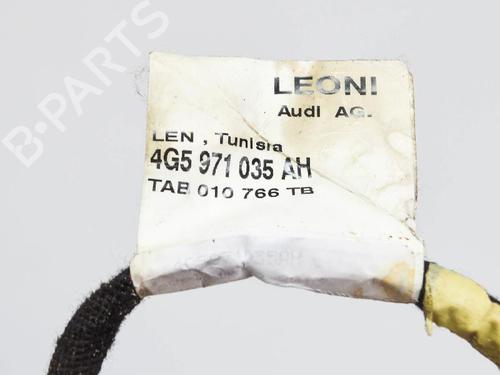 B-PARTS
LEONI
Audi AG.
LEN , Tunisia
4G5 971 035 AH
TAB 010 766 TB